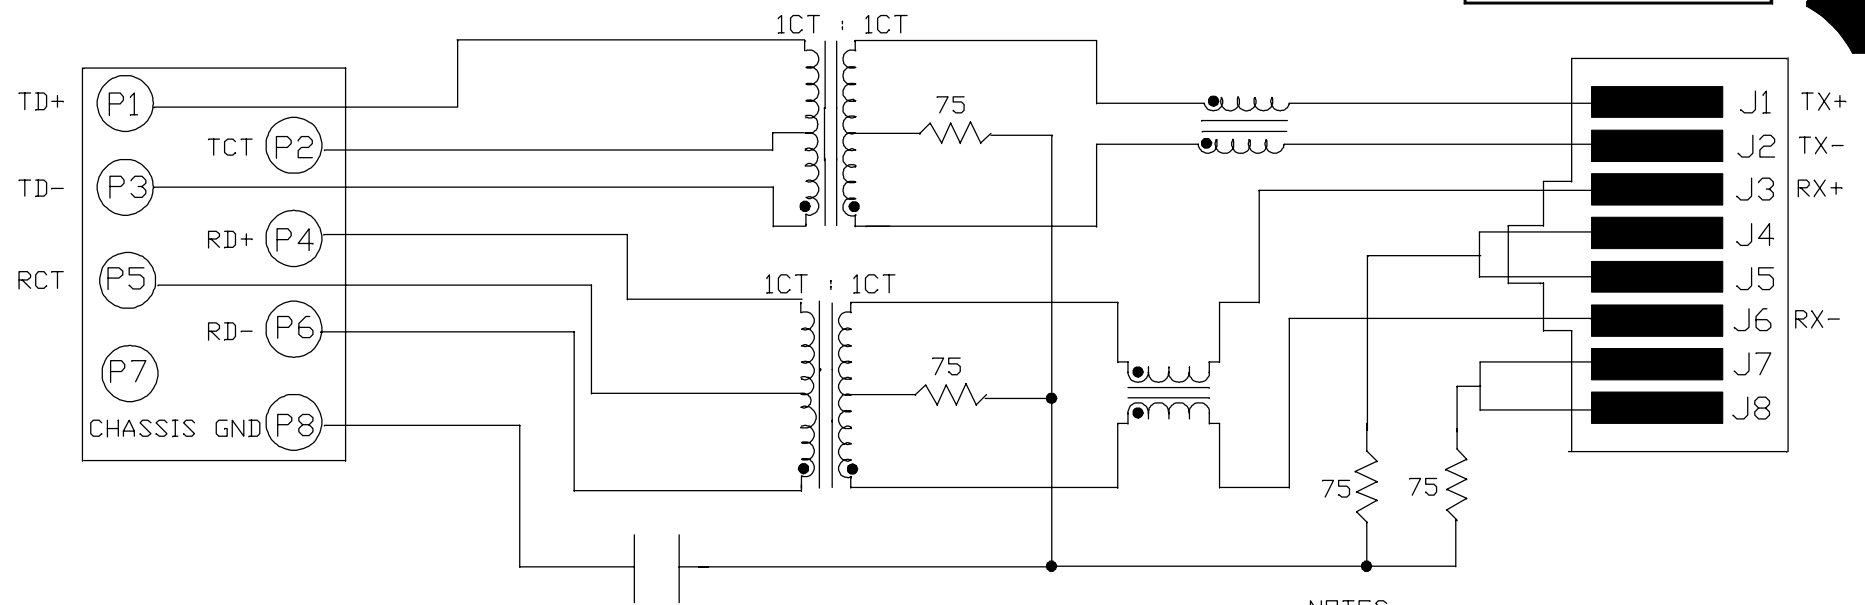 1CT : 1CT
TD+ P1
TCT P2
TD- P3
RD+ P4
RCT P5
RD- P6
P7
CHASSIS GND P8
75
1CT : 1CT
75
J1 TX+
J2 TX-
J3 RX+
J4
J5
J6 RX-
J7
J8
75
75
NOTES